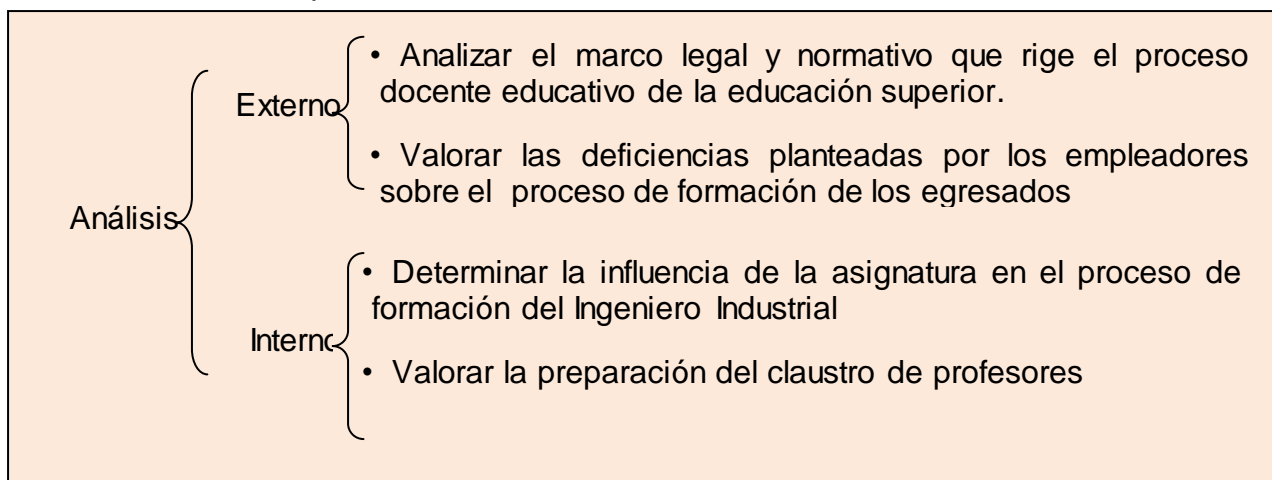 • Analizar el marco legal y normativo que rige el proceso
docente educativo de la educación superior.
Externo
• Valorar las deficiencias planteadas por los empleadores
sobre el proceso de formación de los egresados
Análisis
• Determinar la influencia de la asignatura en el proceso de
formación del Ingeniero Industrial
Interno
• Valorar la preparación del claustro de profesores